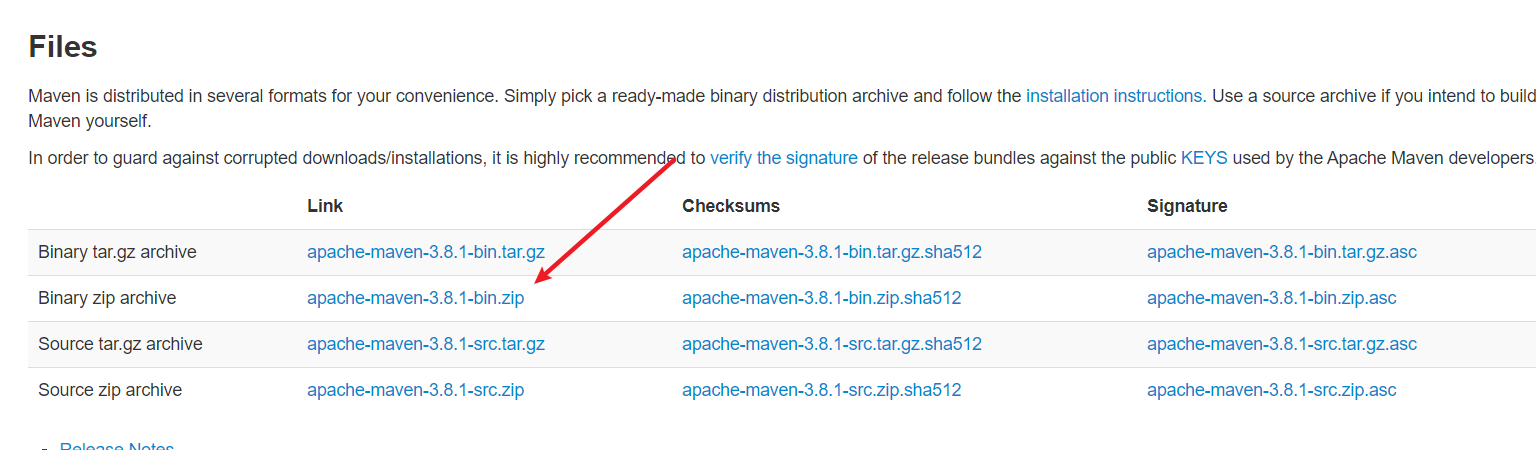 Files
Maven is distributed in several formats for your convenience. Simply pick a ready-made binary distribution archive and follow the installation instructions. Use a source archive if you intend to build
Maven yourself.
In order to guard against corrupted downloads/installations, it is highly recommended to verify the signature of the release bundles against the public KEYS used by the Apache Maven developers.
Link Checksums Signature
Binary tar.gz archive apache-maven-3.8.1-bin.tar.gz apache-maven-3.8.1-bin.tar.gz.sha512 apache-maven-3.8.1-bin.tar.gz.asc
Binary zip archive apache-maven-3.8.1-bin.zip apache-maven-3.8.1-bin.zip.sha512 apache-maven-3.8.1-bin.zip.asc
Source tar.gz archive apache-maven-3.8.1-src.tar.gz apache-maven-3.8.1-src.tar.gz.sha512 apache-maven-3.8.1-src.tar.gz.asc
Source zip archive apache-maven-3.8.1-src.zip apache-maven-3.8.1-src.zip.sha512 apache-maven-3.8.1-src.zip.asc
Release Notes